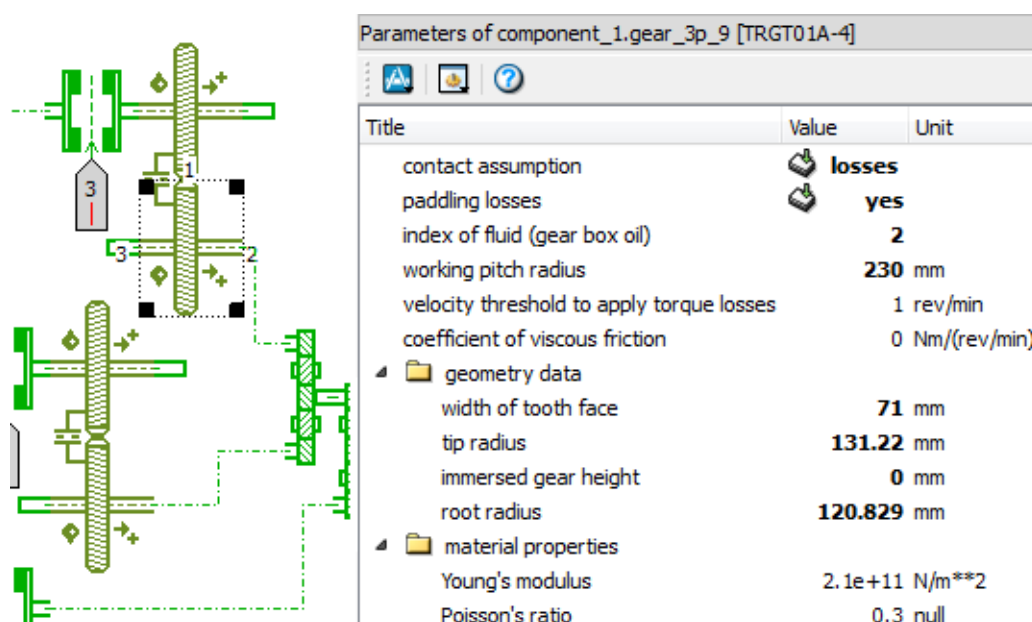 Parameters of component_1.gear_3p_9 [TRGT01A-4]
Title Value Unit
contact assumption losses
paddling losses yes
index of fluid (gear box oil) 2
working pitch radius 230 mm
velocity threshold to apply torque losses 1 rev/min
coefficient of viscous friction 0 Nm/(rev/min)
geometry data
width of tooth face 71 mm
tip radius 131.22 mm
immersed gear height 0 mm
root radius 120.829 mm
material properties
Young's modulus 2.1e+11 N/m**2
Poisson's ratio 0.3 null
1
3
3
2